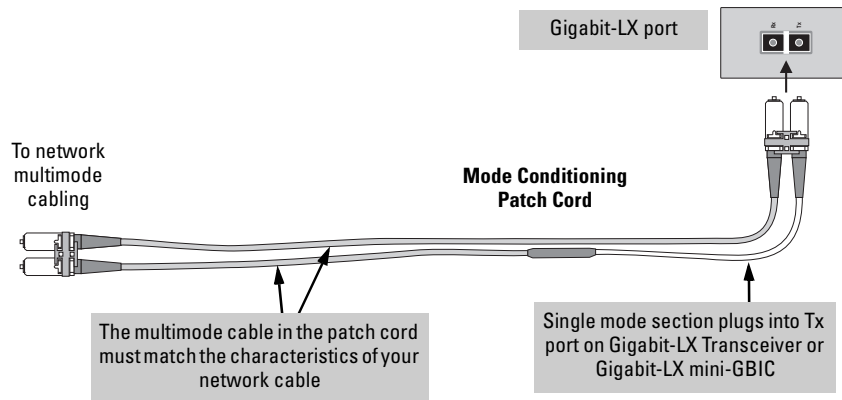 Gigabit-LX port
Rx
Tx
To network
multimode
cabling
Mode Conditioning
Patch Cord
The multimode cable in the patch cord
must match the characteristics of your
network cable
Single mode section plugs into Tx
port on Gigabit-LX Transceiver or
Gigabit-LX mini-GBIC